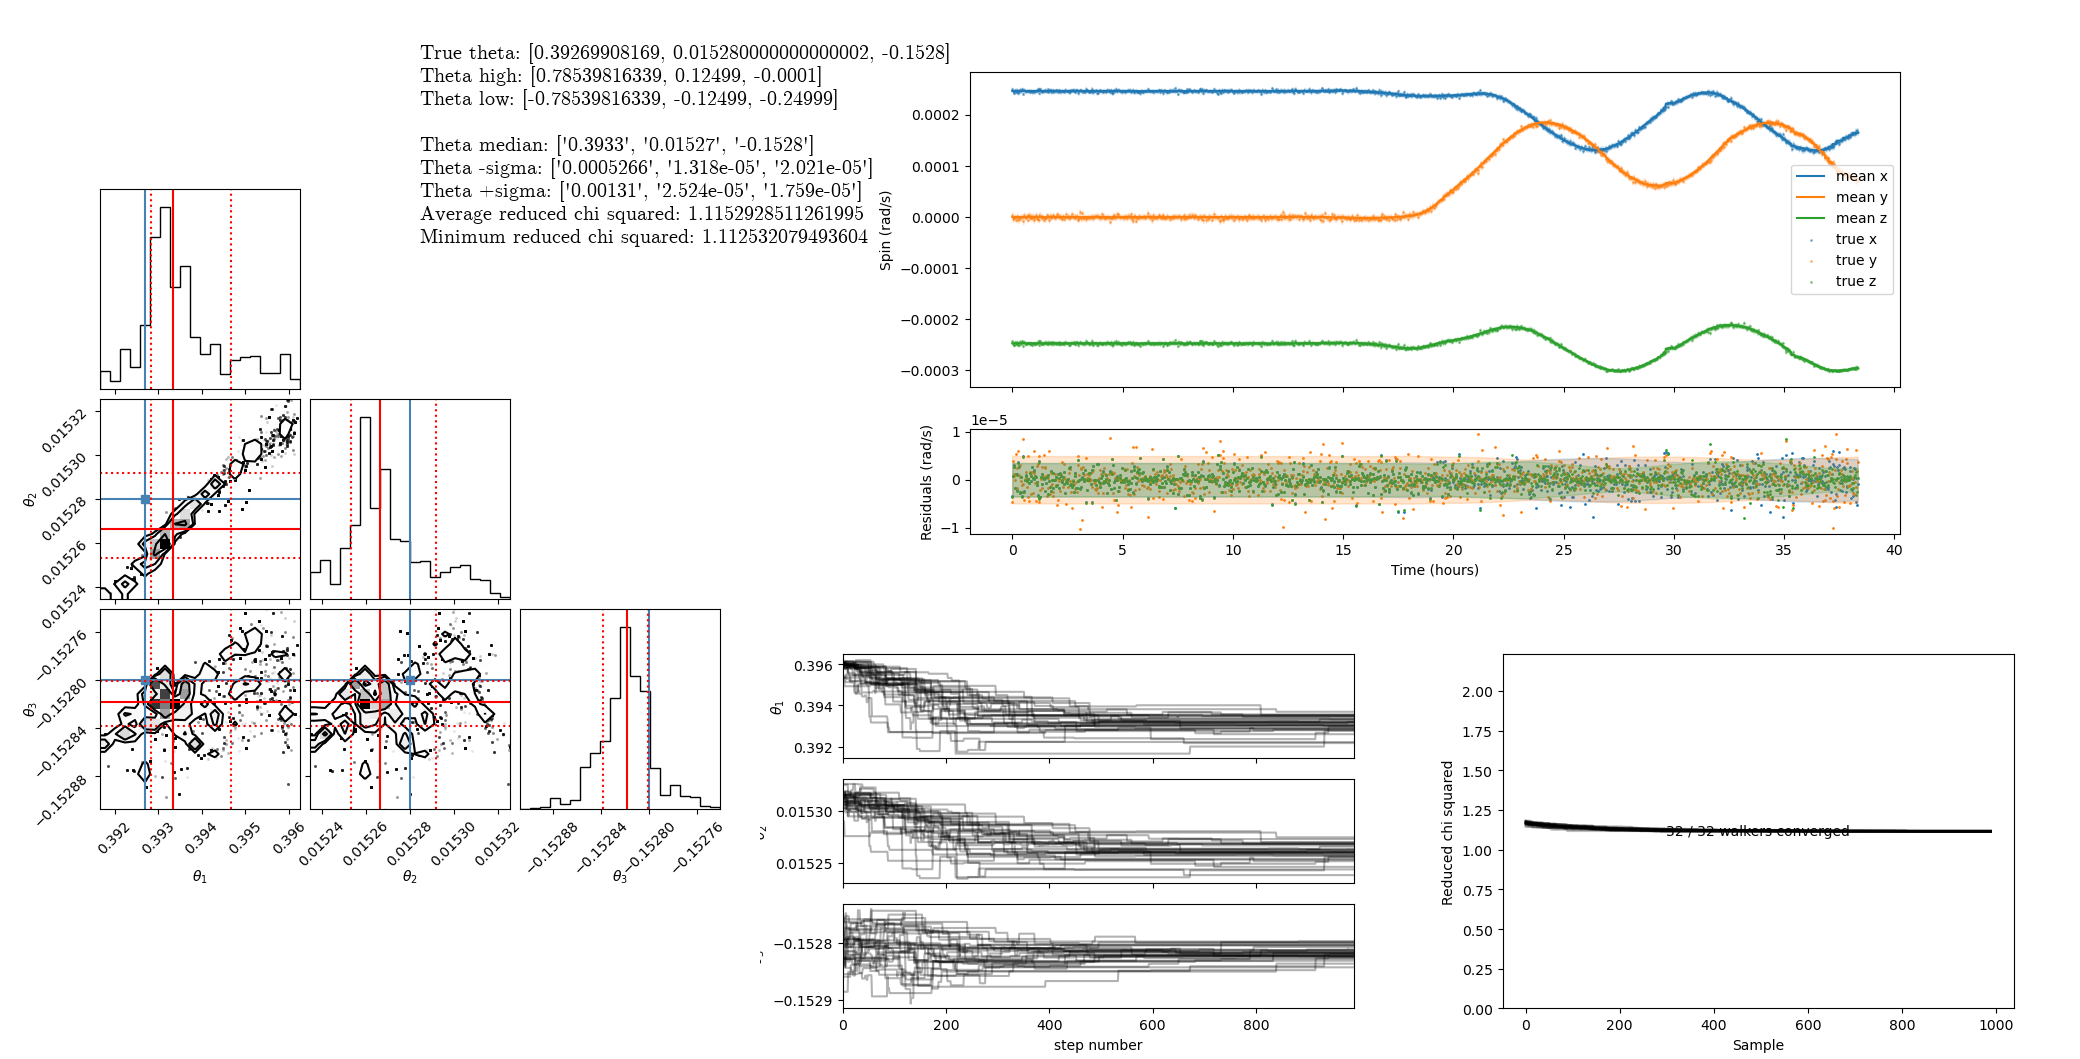 True theta: [0.39269908169, 0.015280000000000002, -0.1528]
Theta high: [0.78539816339, 0.12499, -0.0001]
Theta low: [-0.78539816339, -0.12499, -0.24999]
Theta median: ['0.3933', '0.01527', '-0.1528']
Theta -sigma: ['0.0005266', '1.318e-05', '2.021e-05']
Theta +sigma: ['0.00131', '2.524e-05', '1.759e-05']
Average reduced chi squared: 1.1152928511261995
Minimum reduced chi squared: 1.112532079493604
Spin (rad/s)
0.0002
0.0001
0.0000
−0.0001
−0.0002
−0.0003
mean x
mean y
mean z
true x
true y
true z
1e−5
Residuals (rad/s)
1
0
−1
0 5 10 15 20 25 30 35 40
Time (hours)
θ2
0.01532
0.01530
0.01528
0.01526
0.01524
θ3
−0.15276
−0.15280
−0.15284
−0.15288
0.392 0.393 0.394 0.395 0.396
θ1
0.01524 0.01526 0.01528 0.01530 0.01532
θ2
−0.15288 −0.15284 −0.15280 −0.15276
θ3
θ1
0.396
0.394
0.392
0.01530
0.01525
−0.1528
−0.1529
0 200 400 600 800
step number
Reduced chi squared
2.00
1.75
1.50
1.25
1.00
0.75
0.50
0.25
0.00
32 / 32 walkers converged
0 200 400 600 800 1000
Sample